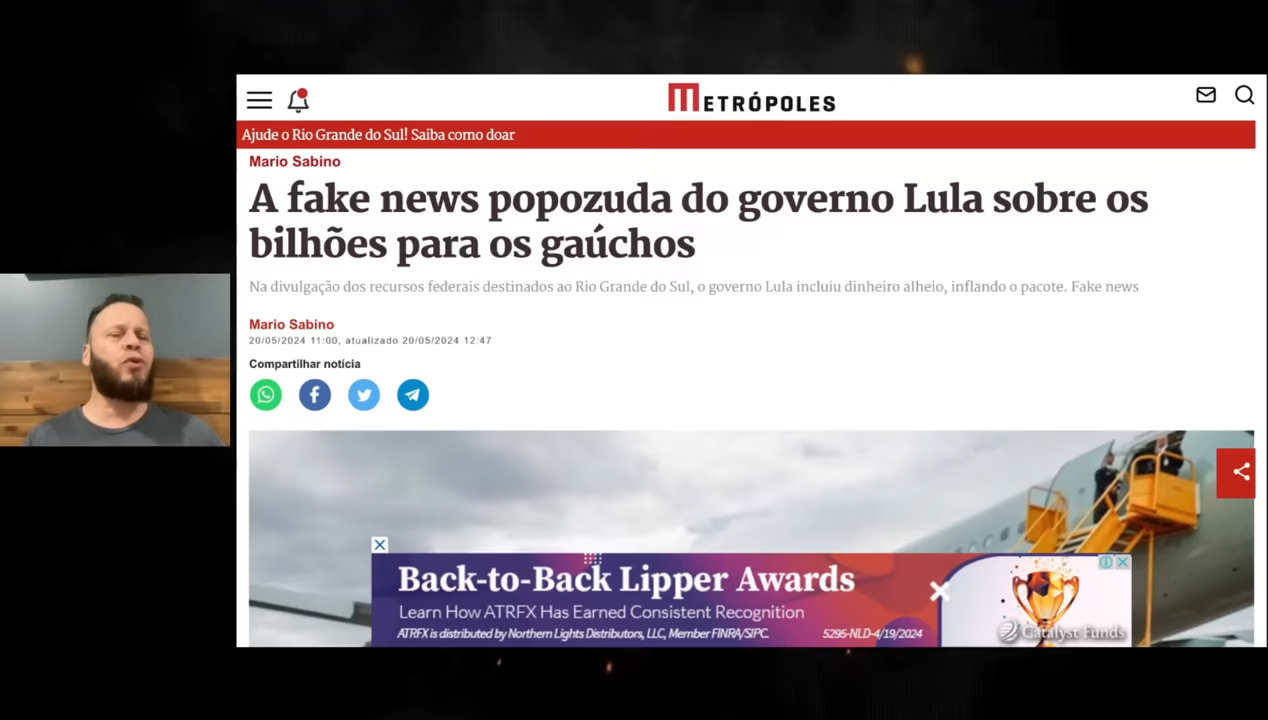 METRÓPOLES
Ajude o Rio Grande do Sul! Saiba como doar
Mario Sabino
A fake news popozuda do governo Lula sobre os
bilhões para os gaúchos
Na divulgação dos recursos federais destinados ao Rio Grande do Sul, o governo Lula incluiu dinheiro alheio, inflando o pacote. Fake news
Mario Sabino
20/05/2024 11:00, atualizado 20/05/2024 12:47
Compartilhar notícia
Back-to-Back Lipper Awards
Learn How ATRFX Has Earned Consistent Recognition
ATRFX is distributed by Northern Lights Distributors, LLC, Member FINRA/SIPC.
5295-NLD-4/19/2024
Catalyst Funds